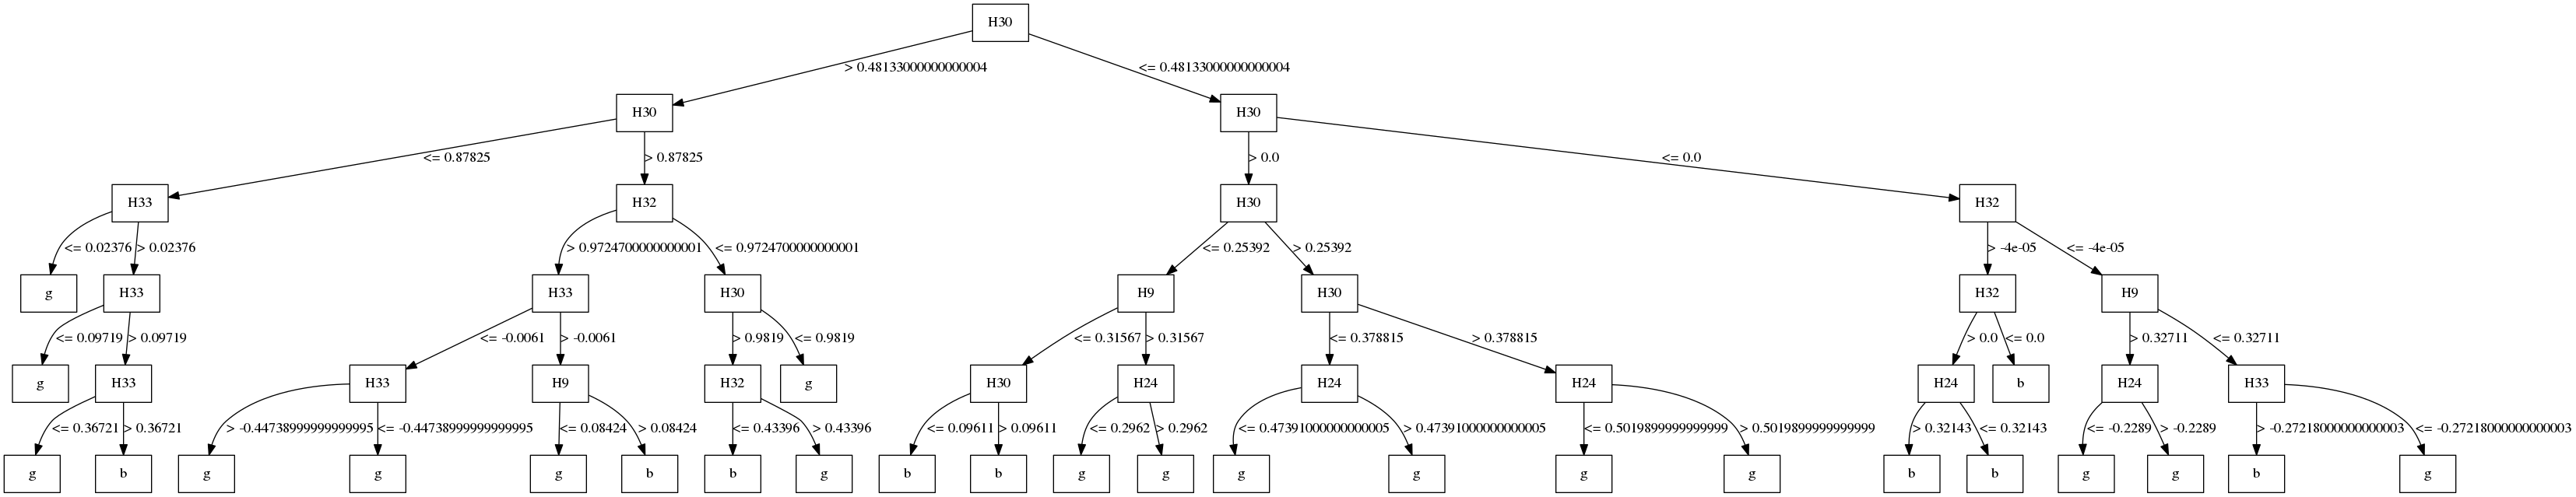 H30
> 0.48133000000000004 <= 0.48133000000000004
H30 H30
<= 0.87825 > 0.87825 > 0.0 <= 0.0
H33 H32 H30 H32
<= 0.02376 > 0.02376 > 0.9724700000000001 <= 0.9724700000000001 <= 0.25392 > 0.25392 > -4e-05 <= -4e-05
g H33 H33 H30 H9 H30 H32 H9
<= 0.09719 > 0.09719 <= -0.0061 > -0.0061 > 0.9819 <= 0.9819 <= 0.31567 > 0.31567 <= 0.378815 > 0.378815 > 0.0 <= 0.0 > 0.32711 <= 0.32711
g H33 H33 H9 H32 g H30 H24 H24 H24 H24 b H24 H33
<= 0.36721 > 0.36721 > -0.44738999999999995 <= -0.44738999999999995 <= 0.08424 > 0.08424 <= 0.43396 > 0.43396 <= 0.09611 > 0.09611 <= 0.2962 > 0.2962 <= 0.47391000000000005 > 0.47391000000000005 <= 0.5019899999999999 > 0.5019899999999999 > 0.32143 <= 0.32143 <= -0.2289 > -0.2289 > -0.27218000000000003 <= -0.27218000000000003
g b g g g b b g b b g g g g g g b b g g b g